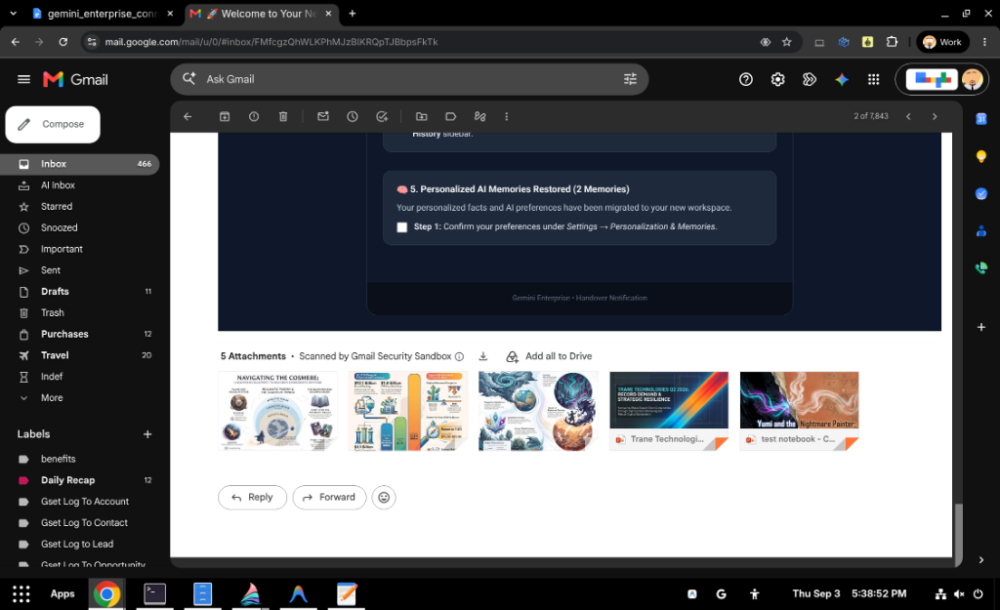 gemini_enterprise_conn
🚀 Welcome to Your Ne
mail.google.com/mail/u/0/#inbox/FMfcgzQhWLKPhMJzBlKRQpTJBbpsFkTk
Work
Gmail
Ask Gmail
Compose
2 of 7,843
Inbox 466
AI Inbox
Starred
Snoozed
Important
Sent
Drafts 11
Trash
Purchases 12
Travel 20
Indef
More
Labels
benefits
Daily Recap 12
Gset Log To Account
Gset Log To Contact
Gset Log to Lead
Gset Log To Opportunity
History sidebar.
🧠 5. Personalized AI Memories Restored (2 Memories)
Your personalized facts and AI preferences have been migrated to your new workspace.
Step 1: Confirm your preferences under Settings → Personalization & Memories.
Gemini Enterprise • Handover Notification
5 Attachments • Scanned by Gmail Security Sandbox
Add all to Drive
NAVIGATING THE COSMERE:
TRANE TECHNOLOGIES Q2 2026:
RECORD DEMAND &
STRATEGIC RESILIENCE
Trane Technologi...
Yumi and the Nightmare Painter:
test notebook - C...
Reply
Forward
31
Apps
Thu Sep 3 5:38:52 PM